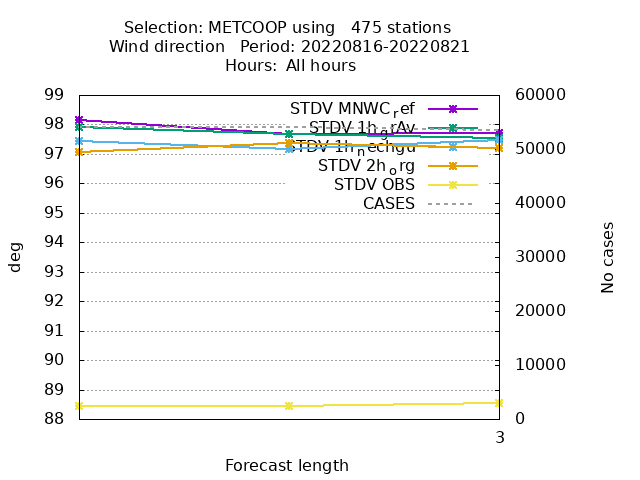 Selection: METCOOP using   475 stations
Wind direction   Period: 20220816-20220821
Hours:  All hours
99
98
97
96
95
94
93
92
91
90
89
88
60000
50000
40000
30000
20000
10000
0
3
deg
No cases
Forecast length
STDV MNWC_ref
STDV 1h_
STDV 2h_org
STDV OBS
CASES